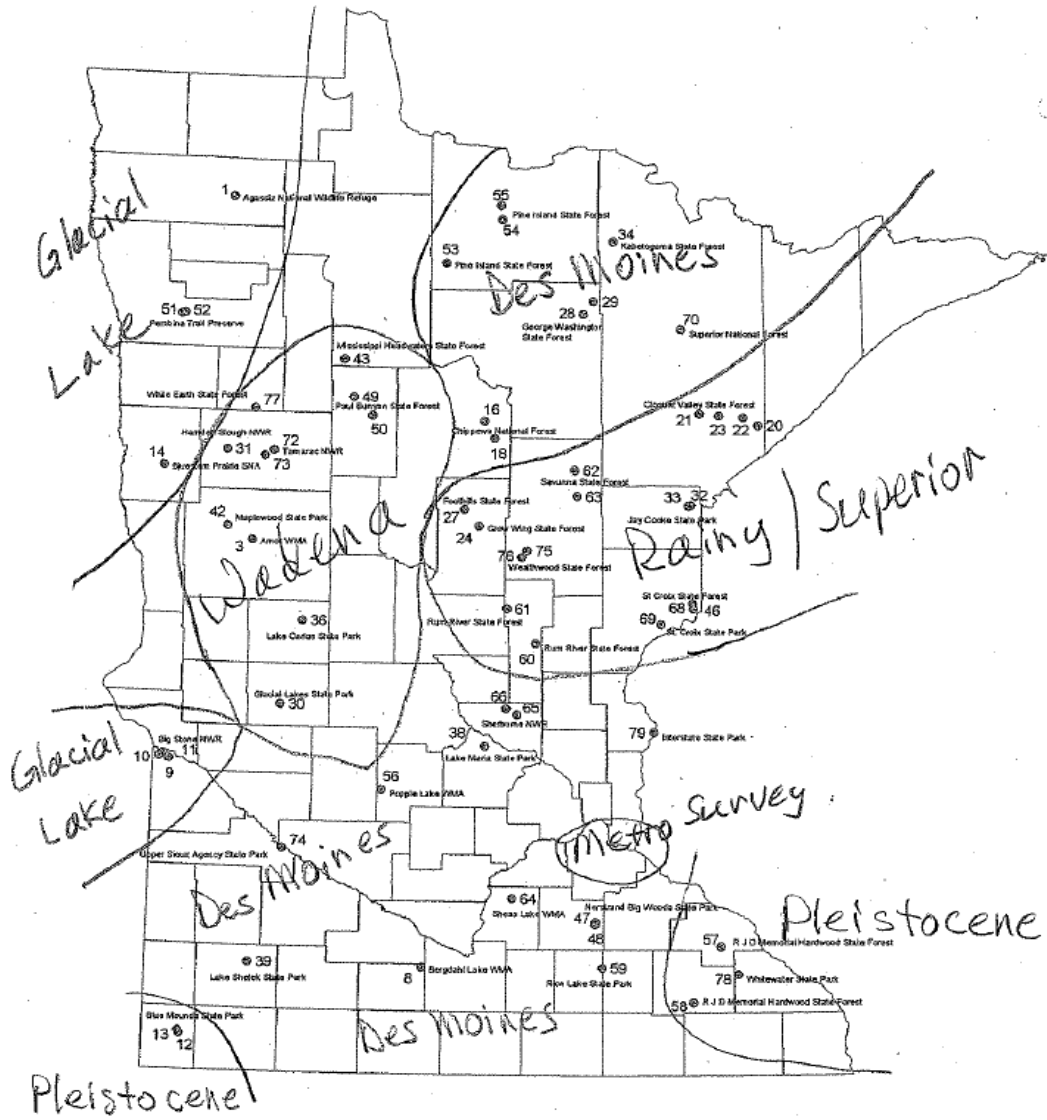 Glacial
Lake
1
Agassiz National Wildlife Refuge
55
Pine Island State Forest
54
53
Pine Island State Forest
34
Kabetogama State Forest
Des Moines
29
28
George Washington
State Forest
51 52
Pembina Trail Preserve
70
Superior National Forest
Mississippi Headwaters State Forest
43
White Earth State Forest
77
49
Paul Bunyan State Forest
50
16
Chippewa National Forest
18
Cloquet Valley State Forest
21 23 22 20
Hamden Slough NWR
31
72
Tamarac NWR
73
14
Bluestem Prairie SNA
62
Savanna State Forest
63
33 32
Jay Cooke State Park
Foothills State Forest
27
24
Crow Wing State Forest
75
76
Wealthwood State Forest
42
Maplewood State Park
3
Amor WMA
Wadena
Rainy / Superior
St Croix State Forest
68 46
69
St. Croix State Park
61
Rum River State Forest
60
Rum River State Forest
36
Lake Carlos State Park
Glacial Lakes State Park
30
66
65
Sherburne NWR
38
Lake Maria State Park
79
Interstate State Park
Glacial
Lake
Big Stone NWR
10 11
9
56
Popple Lake WMA
Metro Survey
74
Upper Sioux Agency State Park
Des Moines
64
Sheas Lake WMA
Nerstrand Big Woods State Park
47
48
Pleistocene
57
R J D Memorial Hardwood State Forest
39
Lake Shetek State Park
8
Bergdahl Lake WMA
59
Rice Lake State Park
78
Whitewater State Park
58
R J D Memorial Hardwood State Forest
Blue Mounds State Park
13
12
Des Moines
Pleistocene